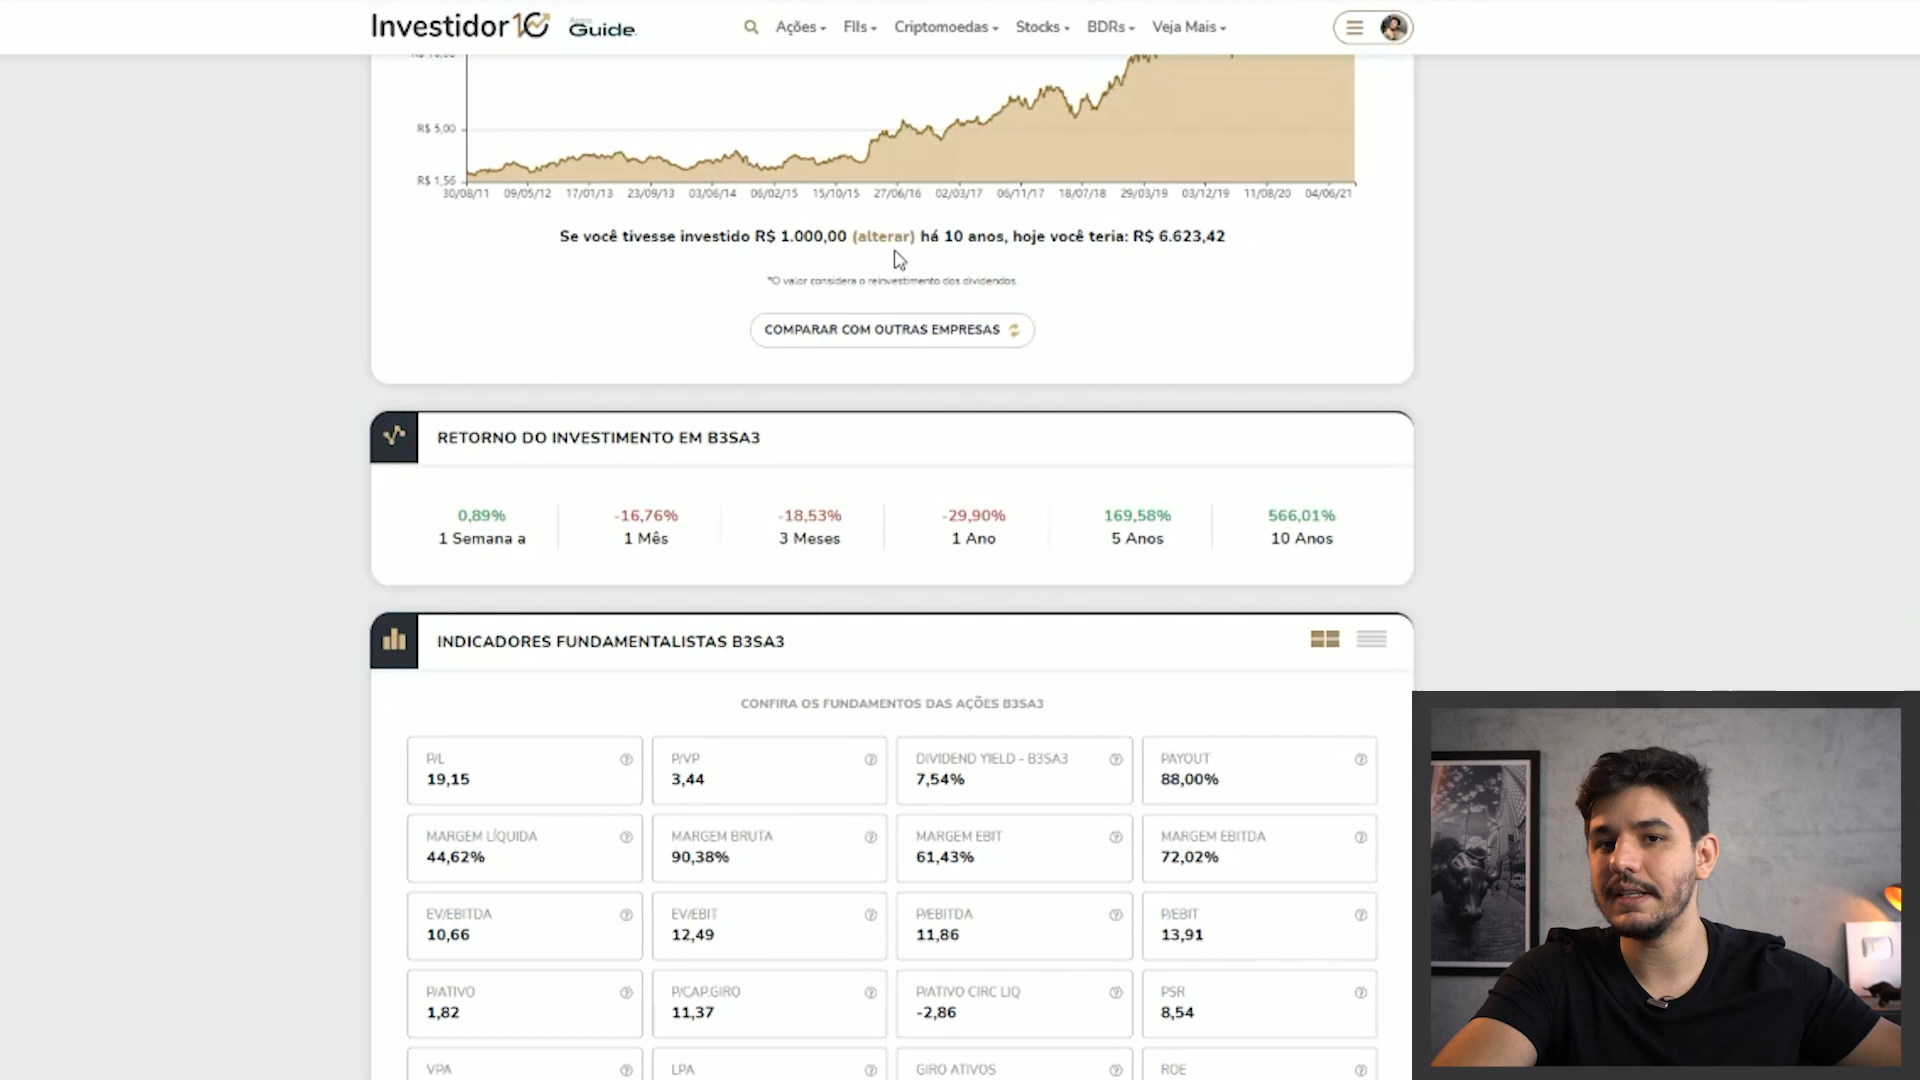 Investidor10
Guide
Ações
FIIs
Criptomoedas
Stocks
BDRs
Veja Mais
R$ 5,00
R$ 1,56
30/08/11 09/05/12 17/01/13 23/09/13 03/06/14 06/02/15 15/10/15 27/06/16 02/03/17 06/11/17 18/07/18 29/03/19 03/12/19 11/08/20 04/06/21
Se você tivesse investido R$ 1.000,00 (alterar) há 10 anos, hoje você teria: R$ 6.623,42
*O valor considera o reinvestimento dos dividendos.
COMPARAR COM OUTRAS EMPRESAS
RETORNO DO INVESTIMENTO EM B3SA3
0,89% -16,76% -18,53% -29,90% 169,58% 566,01%
1 Semana a 1 Mês 3 Meses 1 Ano 5 Anos 10 Anos
INDICADORES FUNDAMENTALISTAS B3SA3
CONFIRA OS FUNDAMENTOS DAS AÇÕES B3SA3
P/L P/VP DIVIDEND YIELD - B3SA3 PAYOUT
19,15 3,44 7,54% 88,00%
MARGEM LÍQUIDA MARGEM BRUTA MARGEM EBIT MARGEM EBITDA
44,62% 90,38% 61,43% 72,02%
EV/EBITDA EV/EBIT P/EBITDA P/EBIT
10,66 12,49 11,86 13,91
P/ATIVO P/CAP.GIRO P/ATIVO CIRC LIQ PSR
1,82 11,37 -2,86 8,54
VPA LPA GIRO ATIVOS ROE